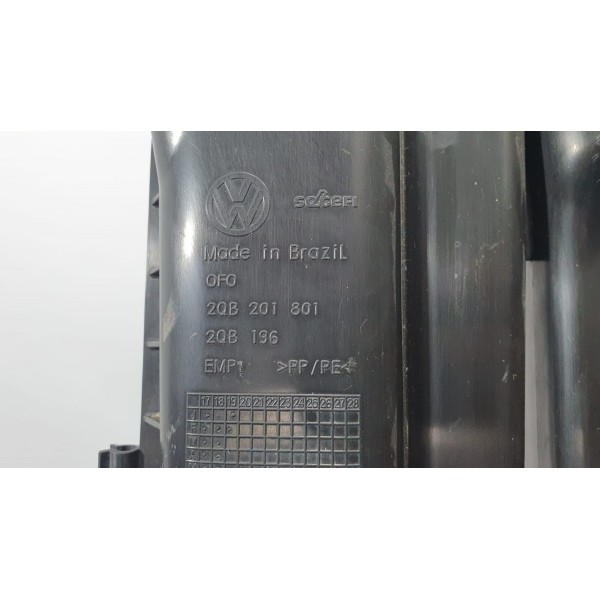 SogeFi
Made in BraziL
OFO
2QB 201 801
2QB 196
EMP >PP/PE<
17 18 19 20 21 22 23 24 25 26 27 28